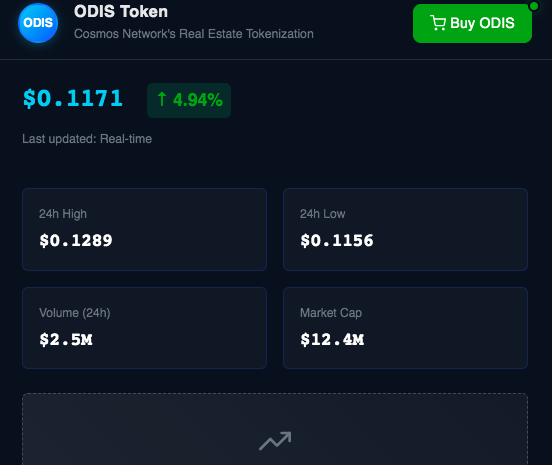 ODIS
ODIS Token
Cosmos Network's Real Estate Tokenization
Buy ODIS
$0.1171
↑ 4.94%
Last updated: Real-time
24h High
$0.1289
24h Low
$0.1156
Volume (24h)
$2.5M
Market Cap
$12.4M